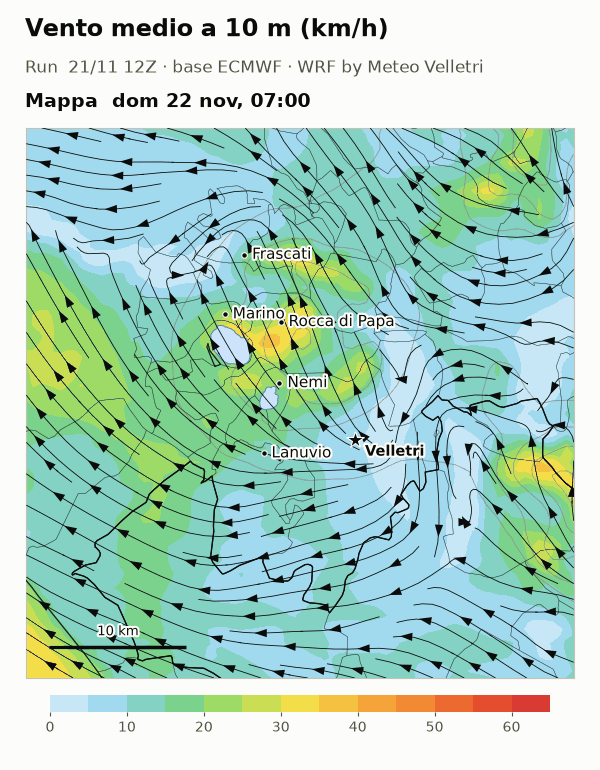 Vento medio a 10 m (km/h)
Run  21/11 12Z · base ECMWF · WRF by Meteo Velletri
Mappa  dom 22 nov, 07:00
Frascati
Marino
Rocca di Papa
Nemi
Velletri
Lanuvio
10 km
0 10 20 30 40 50 60